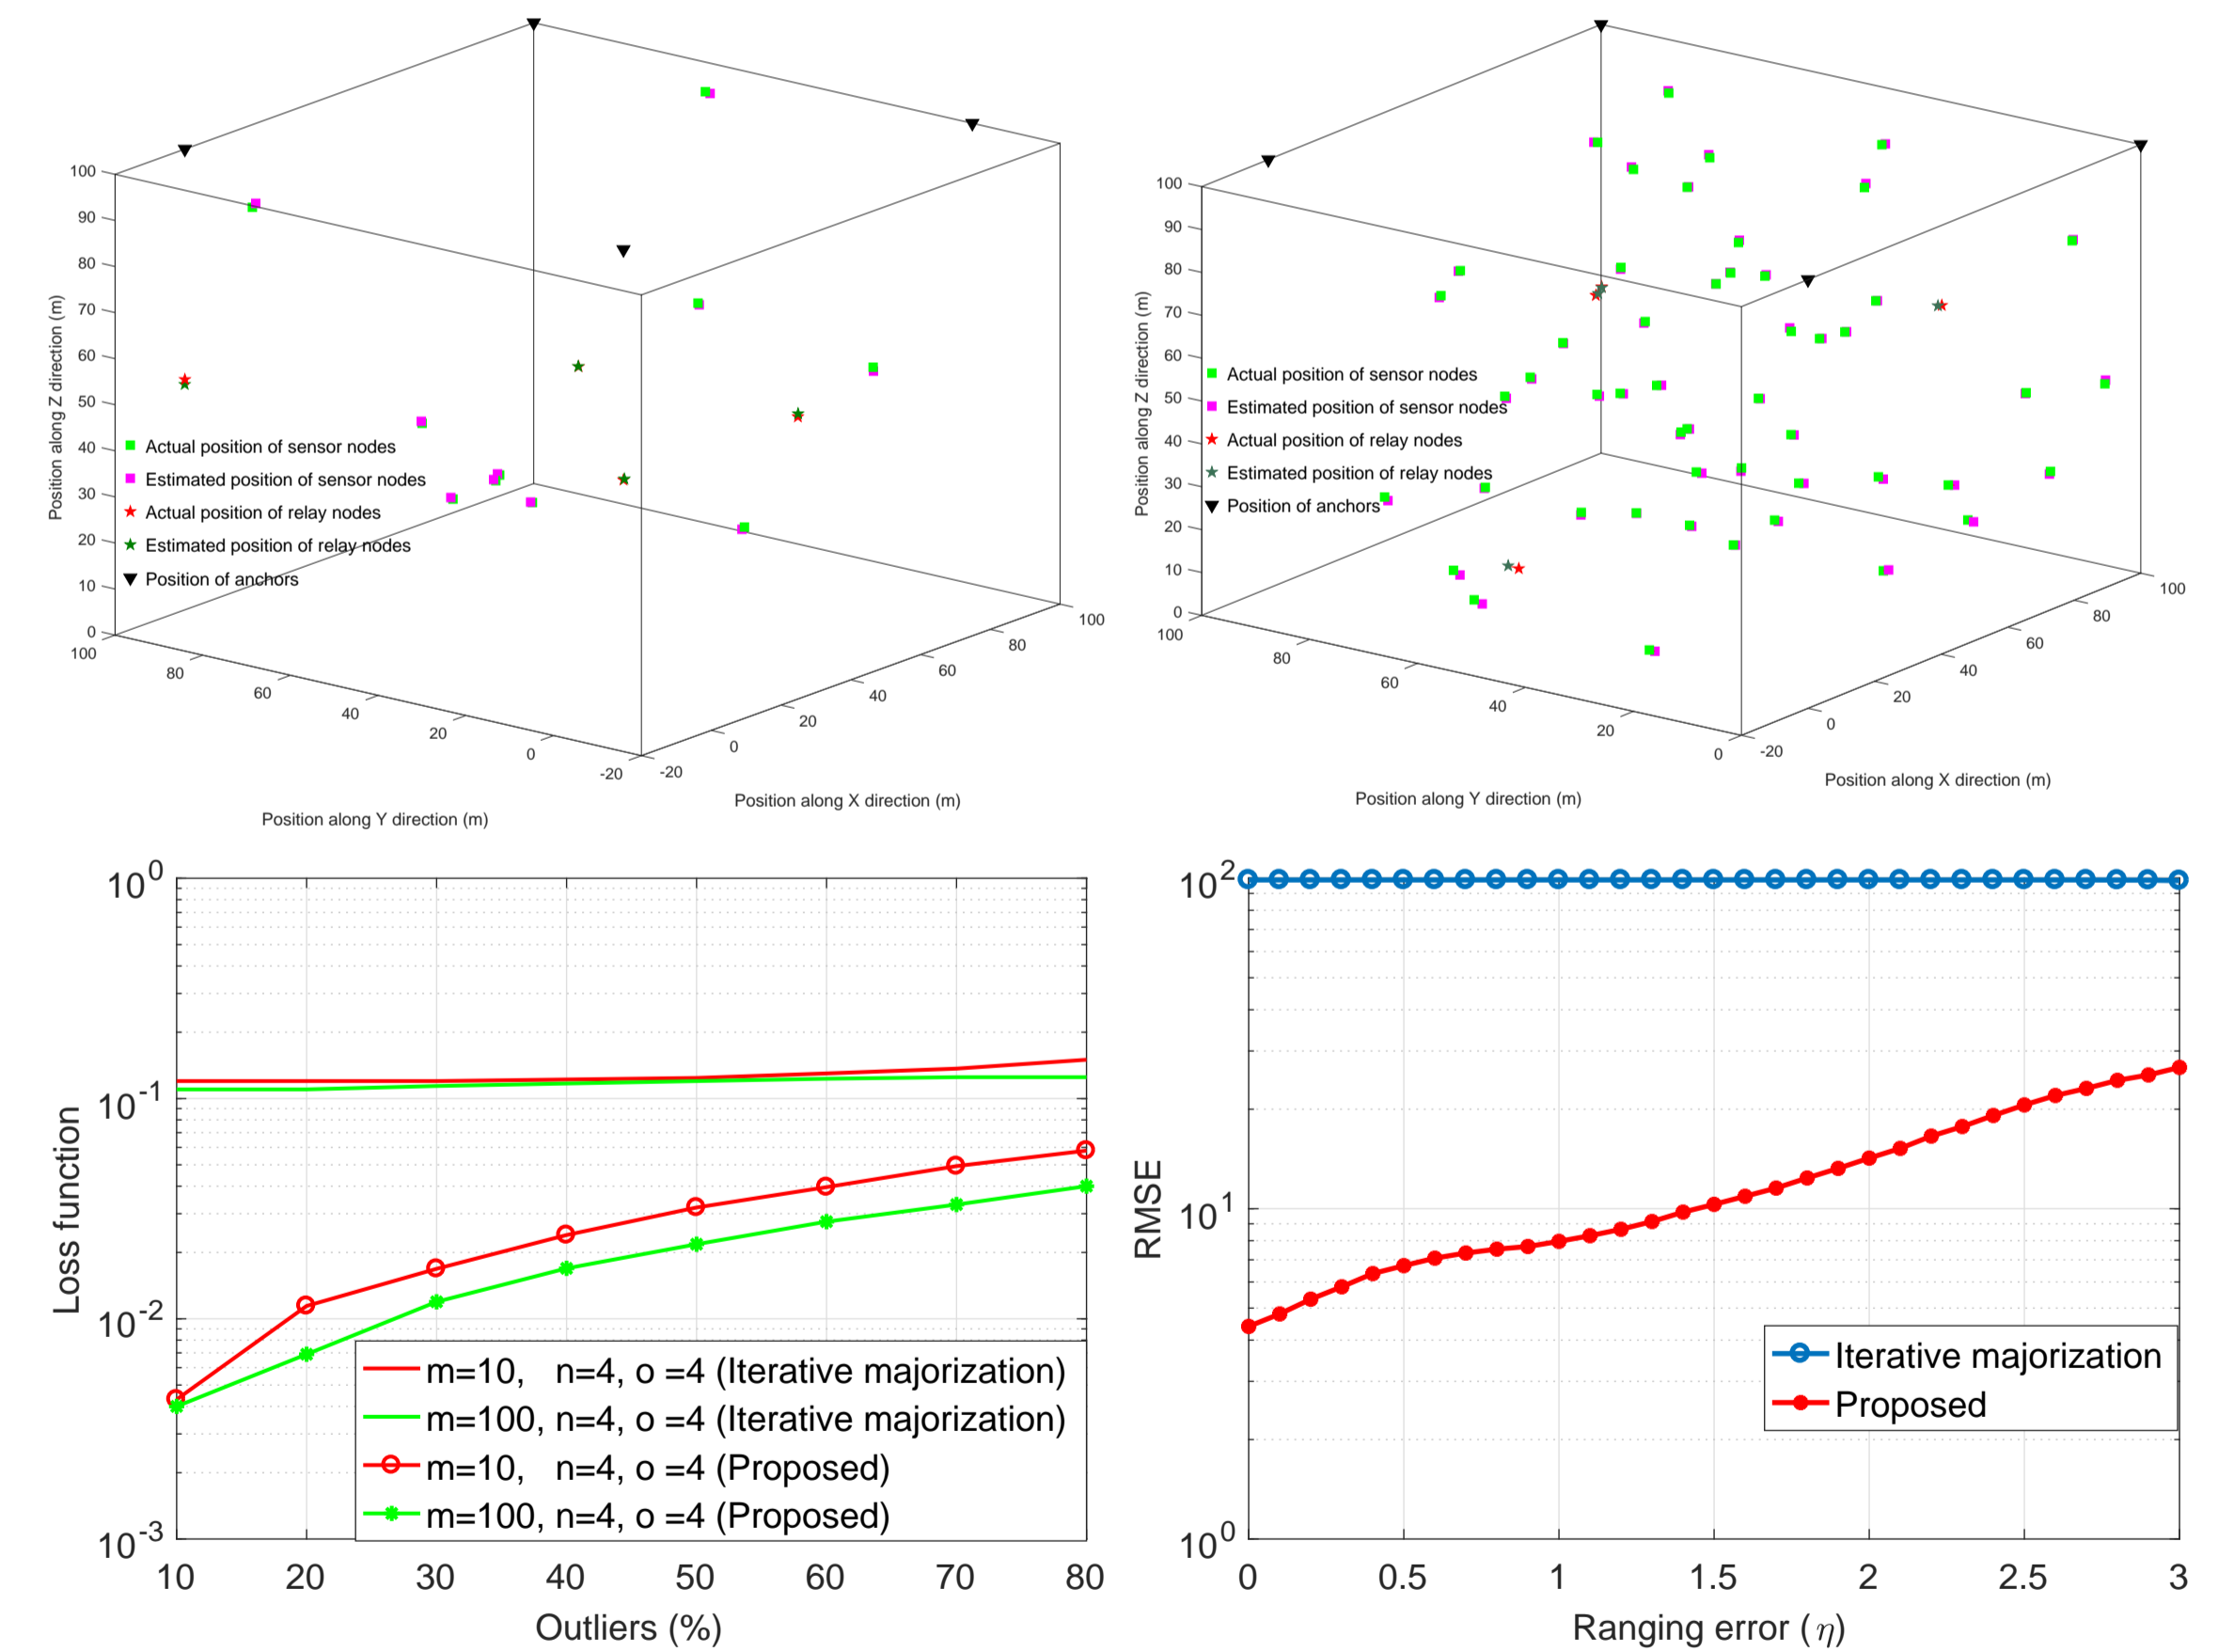 100
90
80
70
60
50
40
30
20
10
0
Position along Z direction (m)
Actual position of sensor nodes
Estimated position of sensor nodes
Actual position of relay nodes
Estimated position of relay nodes
Position of anchors
100
80
60
40
20
0
-20
Position along Y direction (m)
-20
0
20
40
60
80
100
Position along X direction (m)
100
90
80
70
60
50
40
30
20
10
0
Position along Z direction (m)
Actual position of sensor nodes
Estimated position of sensor nodes
Actual position of relay nodes
Estimated position of relay nodes
Position of anchors
100
80
60
40
20
0
Position along Y direction (m)
-20
0
20
40
60
80
100
Position along X direction (m)
10^0
10^-1
10^-2
10^-3
Loss function
m=10, n=4, o =4 (Iterative majorization)
m=100, n=4, o =4 (Iterative majorization)
m=10, n=4, o =4 (Proposed)
m=100, n=4, o =4 (Proposed)
10 20 30 40 50 60 70 80
Outliers (%)
10^2
10^1
10^0
RMSE
Iterative majorization
Proposed
0 0.5 1 1.5 2 2.5 3
Ranging error (η)